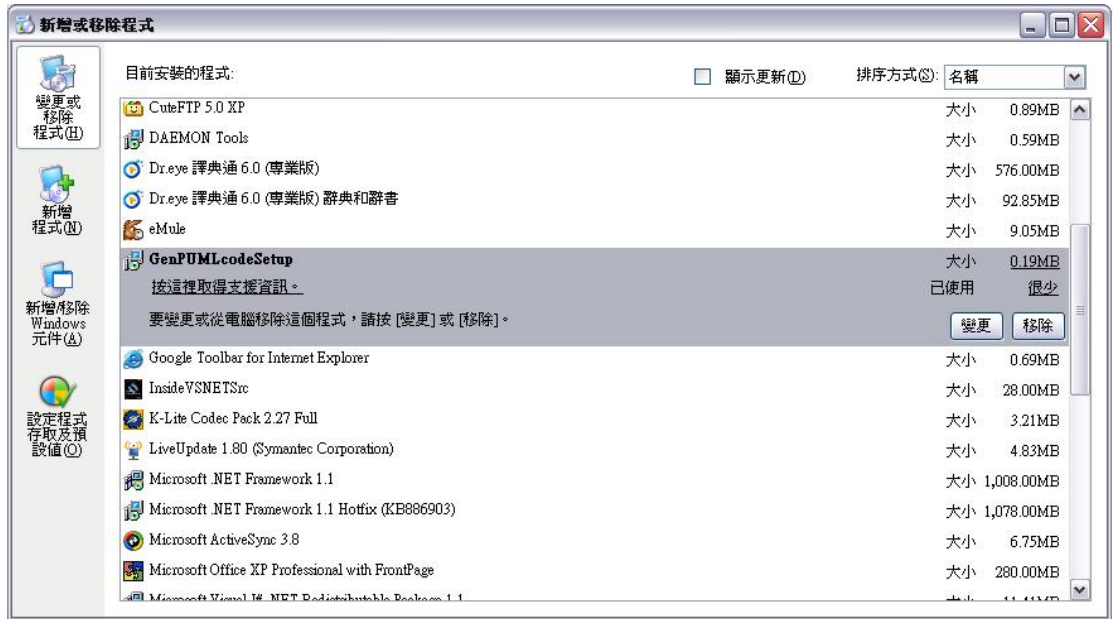 新增或移除程式
變更或
移除
程式(H)
新增
程式(N)
新增/移除
Windows
元件(A)
設定程式
存取及預
設值(O)
目前安裝的程式:
顯示更新(D)
排序方式(S): 名稱
CuteFTP 5.0 XP 大小 0.89MB
DAEMON Tools 大小 0.59MB
Dr.eye 譯典通 6.0 (專業版) 大小 576.00MB
Dr.eye 譯典通 6.0 (專業版) 辭典和辭書 大小 92.85MB
eMule 大小 9.05MB
GenPUMLcodeSetup 大小 0.19MB
按這裡取得支援資訊。 已使用 很少
要變更或從電腦移除這個程式，請按 [變更] 或 [移除]。 變更 移除
Google Toolbar for Internet Explorer 大小 0.69MB
InsideVSNETSrc 大小 28.00MB
K-Lite Codec Pack 2.27 Full 大小 3.21MB
LiveUpdate 1.80 (Symantec Corporation) 大小 4.83MB
Microsoft .NET Framework 1.1 大小 1,008.00MB
Microsoft .NET Framework 1.1 Hotfix (KB886903) 大小 1,078.00MB
Microsoft ActiveSync 3.8 大小 6.75MB
Microsoft Office XP Professional with FrontPage 大小 280.00MB
Microsoft Visual J# .NET Redistributable Package 1.1 大小 11.41MB